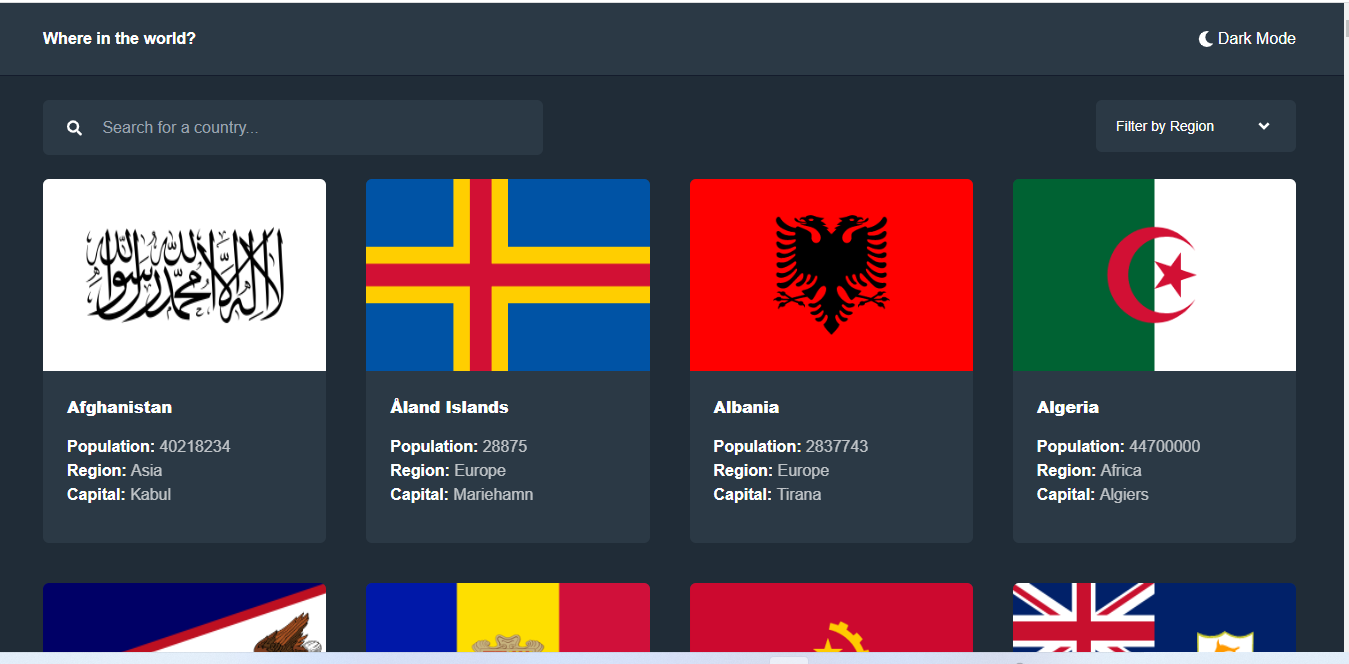 Where in the world?
Dark Mode
Search for a country...
Filter by Region
لا إله إلا الله محمد رسول الله
Afghanistan
Population: 40218234
Region: Asia
Capital: Kabul
Åland Islands
Population: 28875
Region: Europe
Capital: Mariehamn
Albania
Population: 2837743
Region: Europe
Capital: Tirana
Algeria
Population: 44700000
Region: Africa
Capital: Algiers